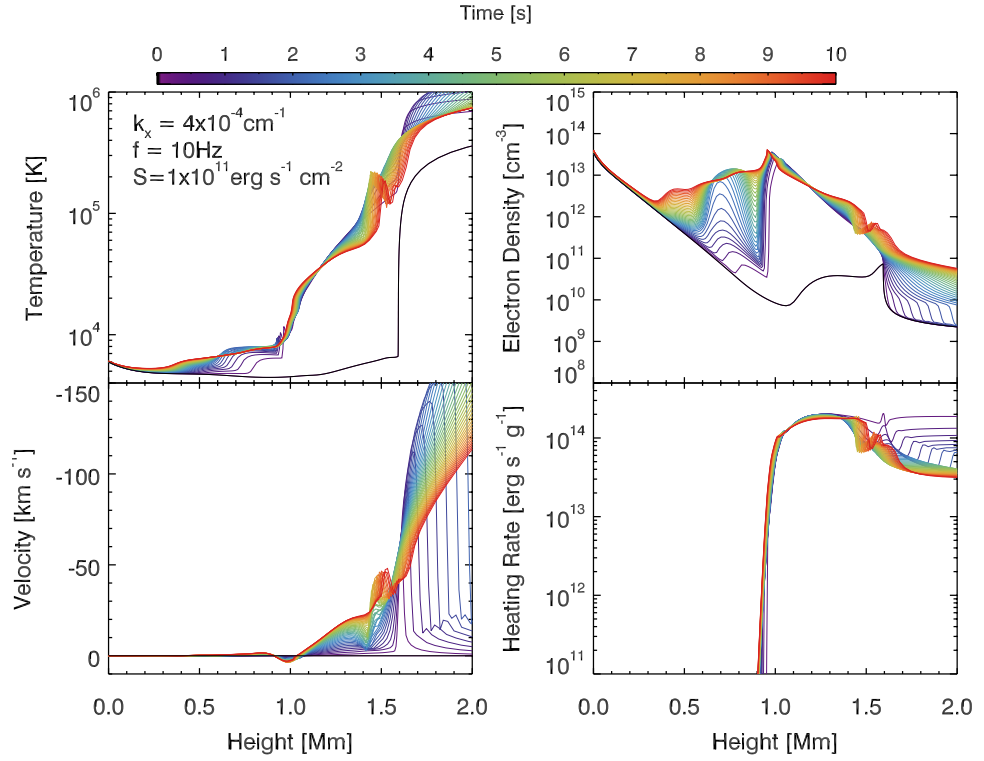 Time [s]
0 1 2 3 4 5 6 7 8 9 10
kₓ = 4x10⁻⁴cm⁻¹
f = 10Hz
S=1x10¹¹erg s⁻¹ cm⁻²
Temperature [K]
10⁶
10⁵
10⁴
Electron Density [cm⁻³]
10¹⁵
10¹⁴
10¹³
10¹²
10¹¹
10¹⁰
10⁹
10⁸
Velocity [km s⁻¹]
-150
-100
-50
0
0.0 0.5 1.0 1.5 2.0
Height [Mm]
Heating Rate [erg s⁻¹ g⁻¹]
10¹⁴
10¹³
10¹²
10¹¹
0.0 0.5 1.0 1.5 2.0
Height [Mm]